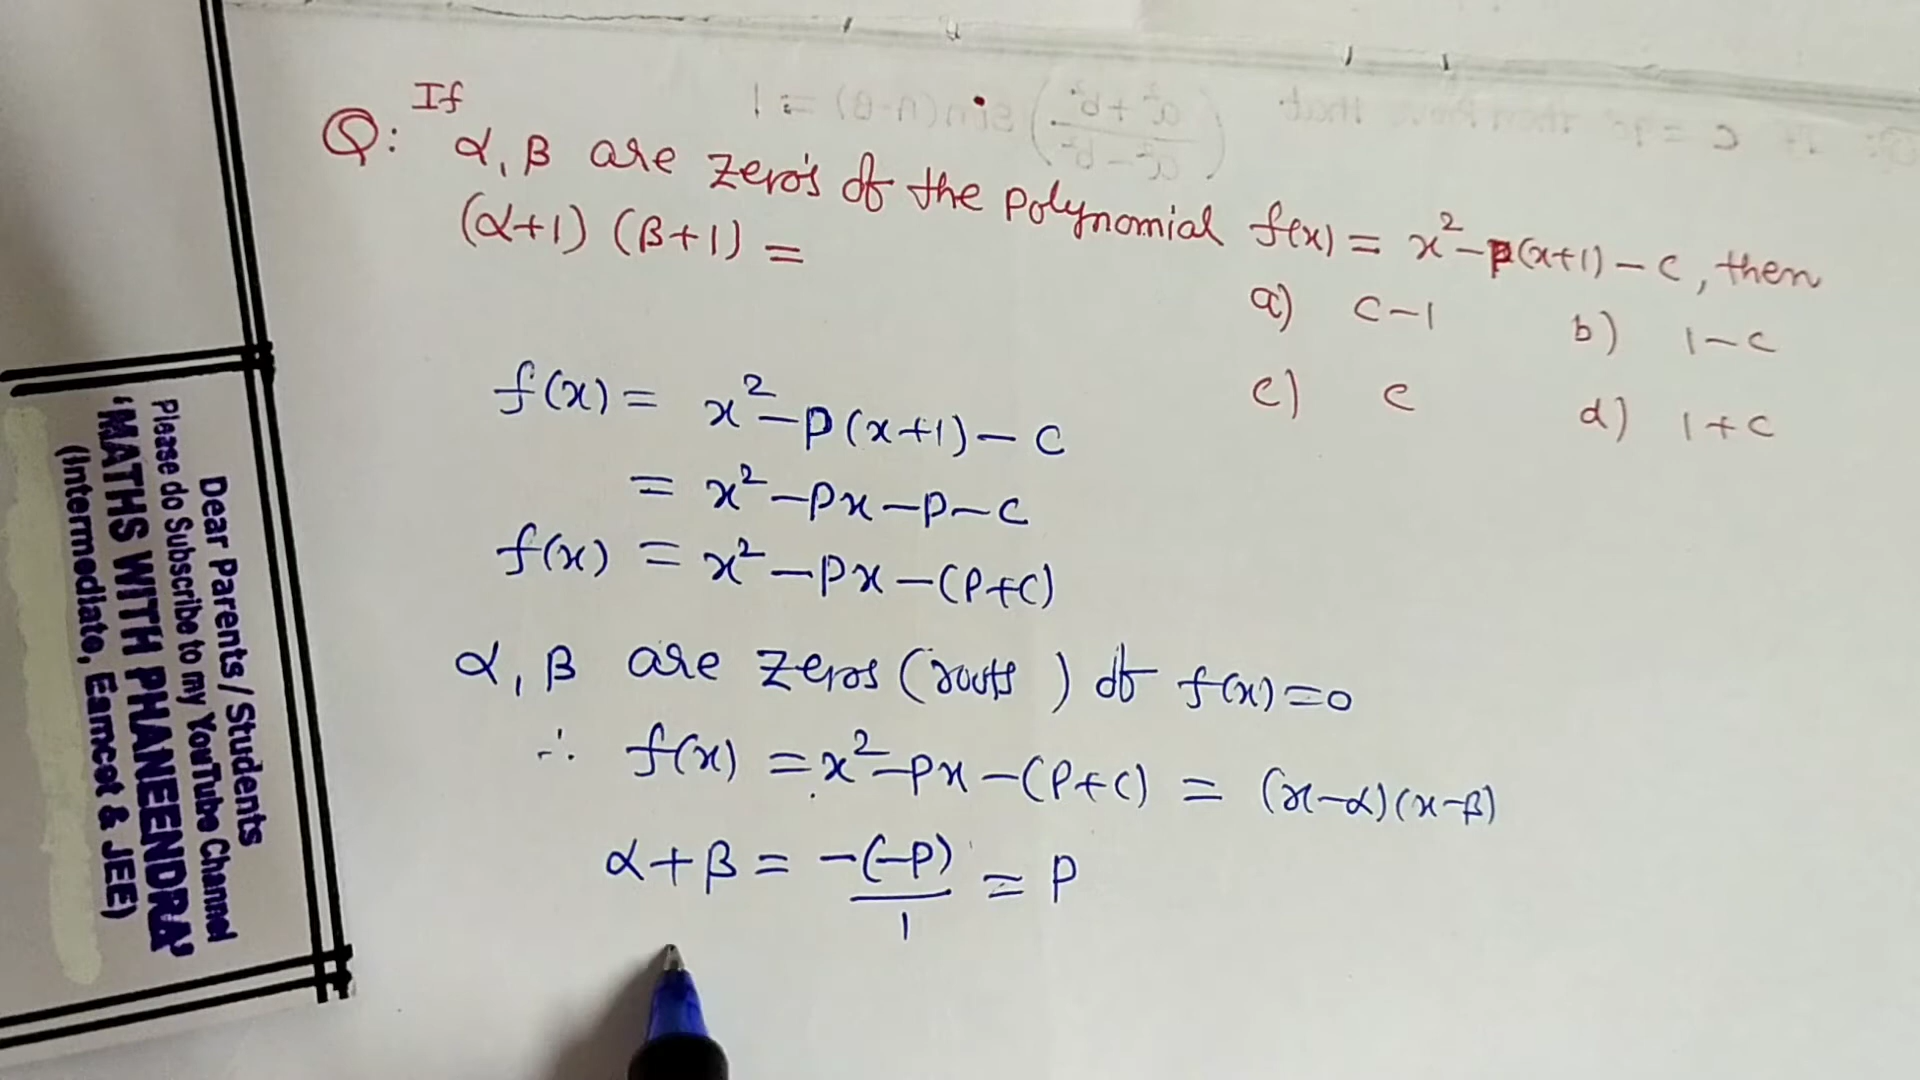 If
Q: α, β are zero's of the polynomial f(x) = x²-p(x+1)-c, then
(α+1) (β+1) =
a) c-1 b) 1-c
c) c d) 1+c
f(x) = x²-p(x+1)-c
= x²-px-p-c
f(x) = x²-px-(p+c)
α, β are zeros (roots) of f(x)=0
∴ f(x) = x²-px-(p+c) = (x-α)(x-β)
α+β = -(-p)/1 = p
Dear Parents / Students
Please do Subscribe to my YouTube Channel
'MATHS WITH PHANEENDRA'
(Intermediate, Eamcet & JEE)